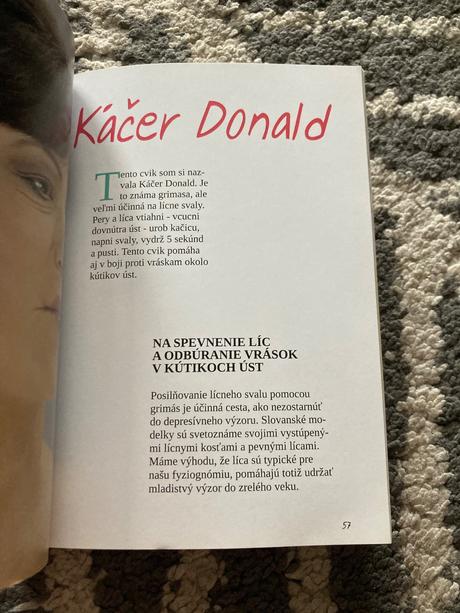 Káčer Donald
Tento cvik som si naz-
vala Káčer Donald. Je
to známa grimasa, ale
veľmi účinná na lícne svaly.
Pery a líca vtiahni - vcucni
dovnútra úst - urob kačicu,
napni svaly, vydrž 5 sekúnd
a pusti. Tento cvik pomáha
aj v boji proti vráskam okolo
kútikov úst.
NA SPEVNENIE LÍC
A ODBÚRANIE VRÁSOK
V KÚTIKOCH ÚST
Posilňovanie lícneho svalu pomocou
grimás je účinná cesta, ako nezostarnúť
do depresívneho výzoru. Slovanské mo-
delky sú svetoznáme svojimi vystúpený-
mi lícnymi kosťami a pevnými lícami.
Máme výhodu, že líca sú typické pre
našu fyziognómiu, pomáhajú totiž udržať
mladistvý výzor do zrelého veku.
57